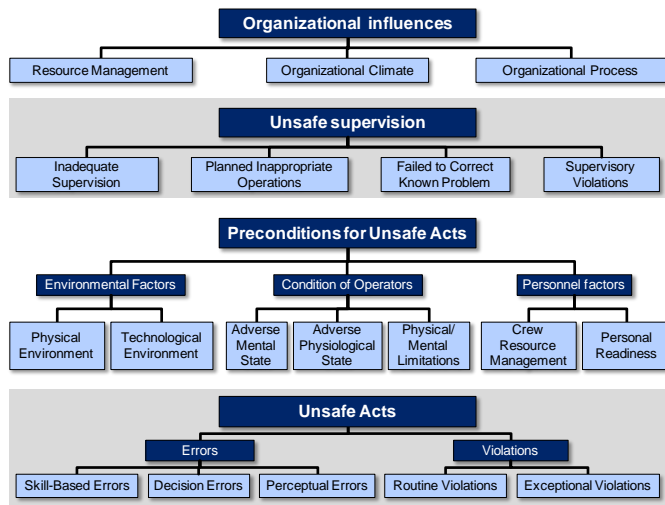 Organizational influences
Resource Management
Organizational Climate
Organizational Process
Unsafe supervision
Inadequate
Supervision
Planned Inappropriate
Operations
Failed to Correct
Known Problem
Supervisory
Violations
Preconditions for Unsafe Acts
Environmental Factors
Condition of Operators
Personnel factors
Physical
Environment
Technological
Environment
Adverse
Mental
State
Adverse
Physiological
State
Physical/
Mental
Limitations
Crew
Resource
Management
Personal
Readiness
Unsafe Acts
Errors
Violations
Skill-Based Errors
Decision Errors
Perceptual Errors
Routine Violations
Exceptional Violations